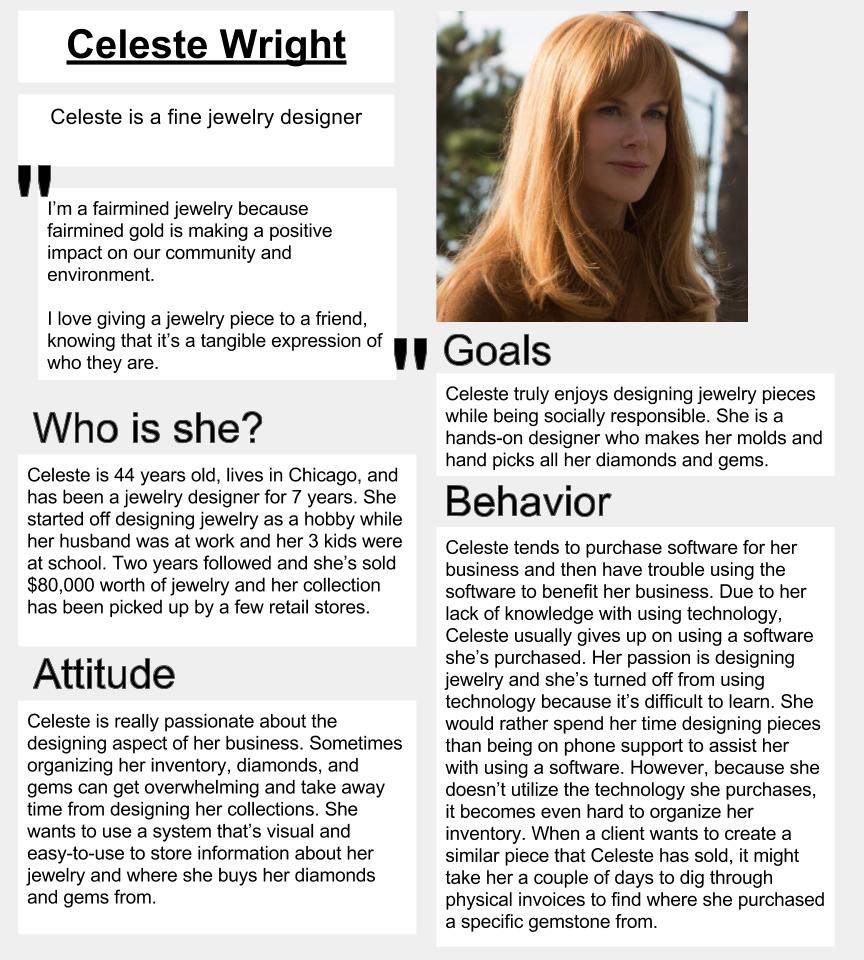 Celeste Wright
Celeste is a fine jewelry designer
"
I'm a fairmined jewelry because
fairmined gold is making a positive
impact on our community and
environment.
I love giving a jewelry piece to a friend,
knowing that it's a tangible expression of
who they are.
"
Who is she?
Celeste is 44 years old, lives in Chicago, and
has been a jewelry designer for 7 years. She
started off designing jewelry as a hobby while
her husband was at work and her 3 kids were
at school. Two years followed and she's sold
$80,000 worth of jewelry and her collection
has been picked up by a few retail stores.
Attitude
Celeste is really passionate about the
designing aspect of her business. Sometimes
organizing her inventory, diamonds, and
gems can get overwhelming and take away
time from designing her collections. She
wants to use a system that's visual and
easy-to-use to store information about her
jewelry and where she buys her diamonds
and gems from.
Goals
Celeste truly enjoys designing jewelry pieces
while being socially responsible. She is a
hands-on designer who makes her molds and
hand picks all her diamonds and gems.
Behavior
Celeste tends to purchase software for her
business and then have trouble using the
software to benefit her business. Due to her
lack of knowledge with using technology,
Celeste usually gives up on using a software
she's purchased. Her passion is designing
jewelry and she's turned off from using
technology because it's difficult to learn. She
would rather spend her time designing pieces
than being on phone support to assist her
with using a software. However, because she
doesn't utilize the technology she purchases,
it becomes even hard to organize her
inventory. When a client wants to create a
similar piece that Celeste has sold, it might
take her a couple of days to dig through
physical invoices to find where she purchased
a specific gemstone from.